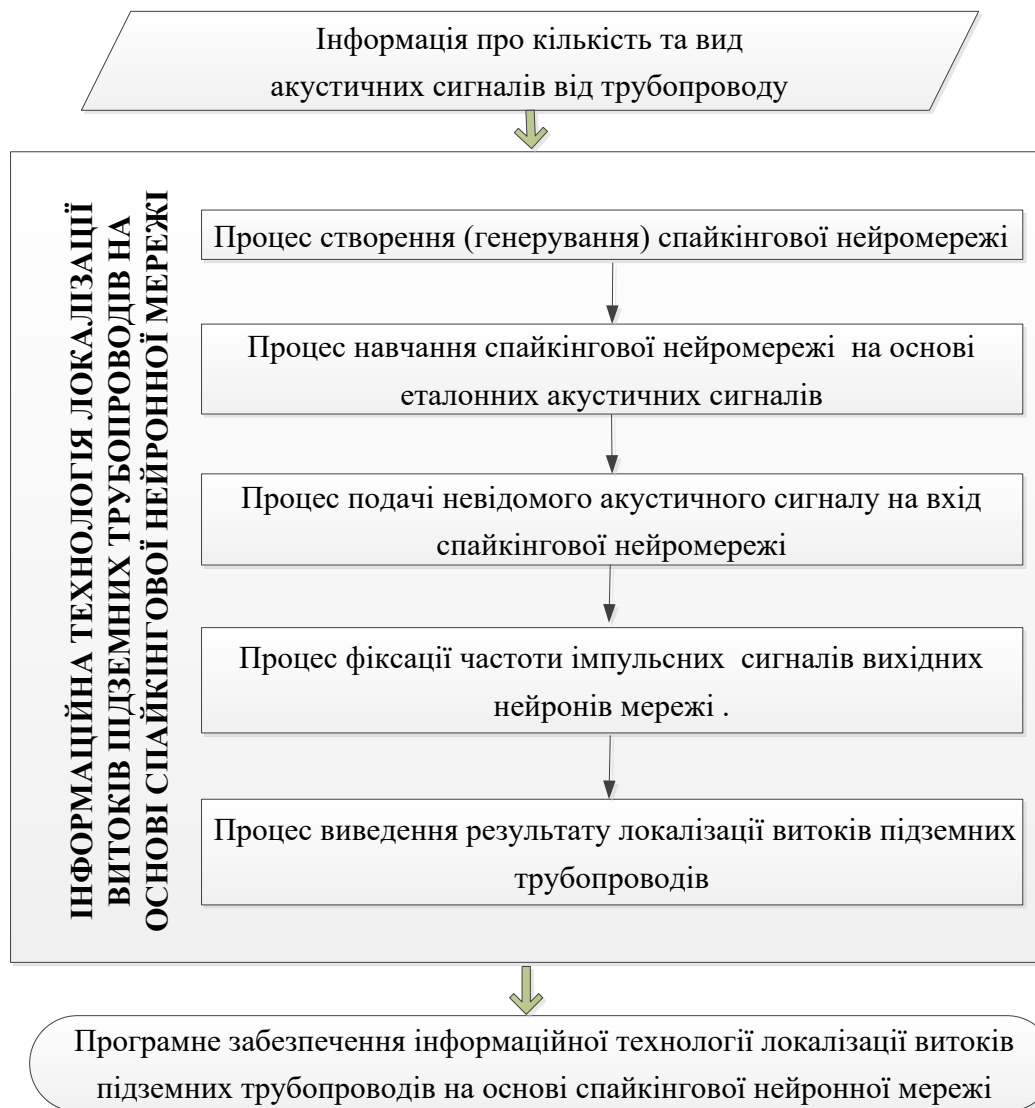 Інформація про кількість та вид
акустичних сигналів від трубопроводу
ІНФОРМАЦІЙНА ТЕХНОЛОГІЯ ЛОКАЛІЗАЦІЇ
ВИТОКІВ ПІДЗЕМНИХ ТРУБОПРОВОДІВ НА
ОСНОВІ СПАЙКІНГОВОЇ НЕЙРОННОЇ МЕРЕЖІ
Процес створення (генерування) спайкінгової нейромережі
Процес навчання спайкінгової нейромережі на основі
еталонних акустичних сигналів
Процес подачі невідомого акустичного сигналу на вхід
спайкінгової нейромережі
Процес фіксації частоти імпульсних сигналів вихідних
нейронів мережі .
Процес виведення результату локалізації витоків підземних
трубопроводів
Програмне забезпечення інформаційної технології локалізації витоків
підземних трубопроводів на основі спайкінгової нейронної мережі